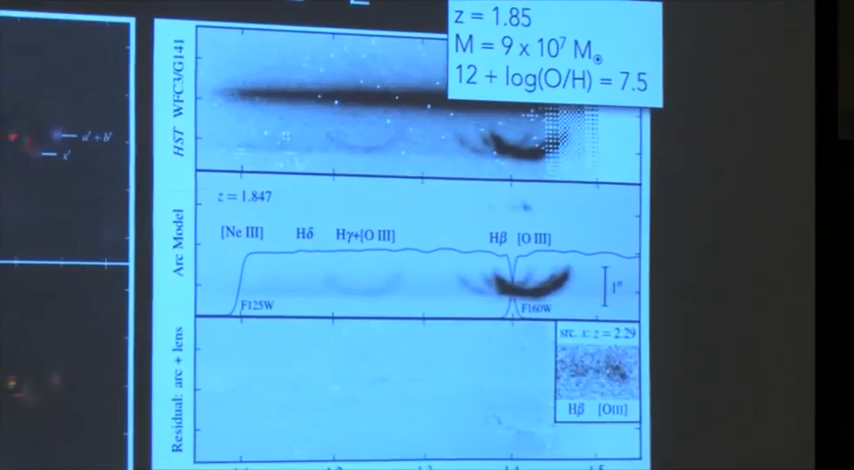 z = 1.85
M = 9 x 10⁷ M☉
12 + log(O/H) = 7.5
HST WFC3/G141
a' + b'
x'
z = 1.847
[Ne III] Hδ Hγ+[O III] Hβ [O III]
Arc Model
1"
F125W F160W
Residual: arc + lens
src. x: z = 2.29
Hβ [OIII]